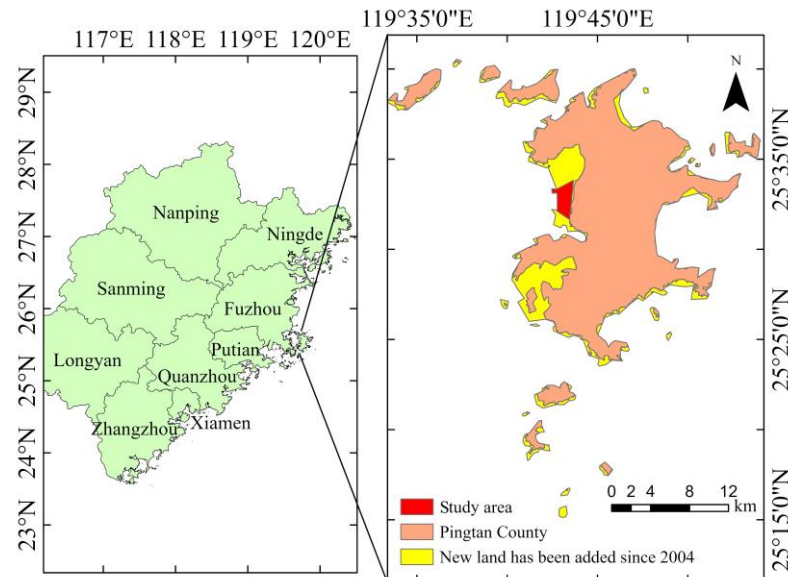 117°E 118°E 119°E 120°E
29°N
28°N
27°N
26°N
25°N
24°N
23°N
Nanping
Ningde
Sanming
Fuzhou
Putian
Longyan
Quanzhou
Xiamen
Zhangzhou
119°35'0"E 119°45'0"E
N
25°35'0"N
25°25'0"N
25°15'0"N
0 2 4 8 12
km
Study area
Pingtan County
New land has been added since 2004